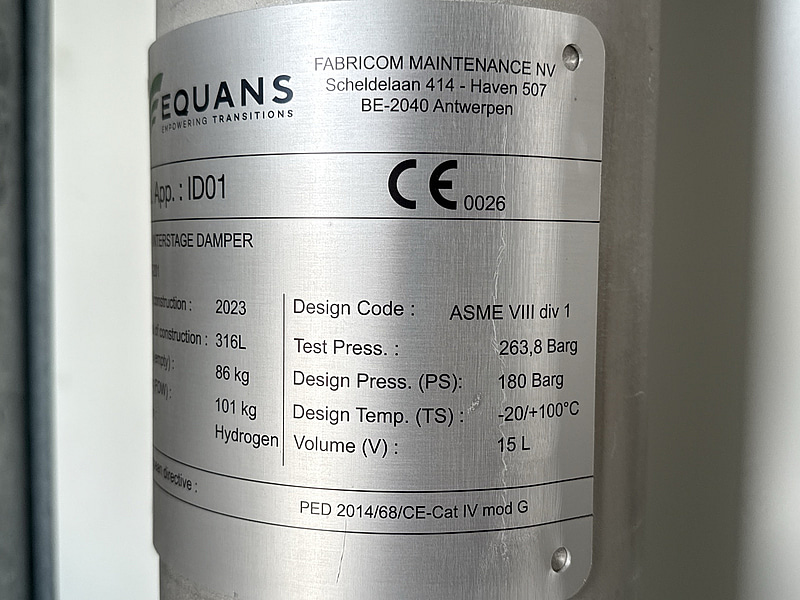 EQUANS
EMPOWERING TRANSITIONS
FABRICOM MAINTENANCE NV
Scheldelaan 414 - Haven 507
BE-2040 Antwerpen
App. : ID01
CE 0026
INTERSTAGE DAMPER
construction : 2023
of construction : 316L
empty) : 86 kg
(FOW) : 101 kg
Hydrogen
Design Code : ASME VIII div 1
Test Press. : 263,8 Barg
Design Press. (PS): 180 Barg
Design Temp. (TS) : -20/+100°C
Volume (V) : 15 L
directive :
PED 2014/68/CE-Cat IV mod G